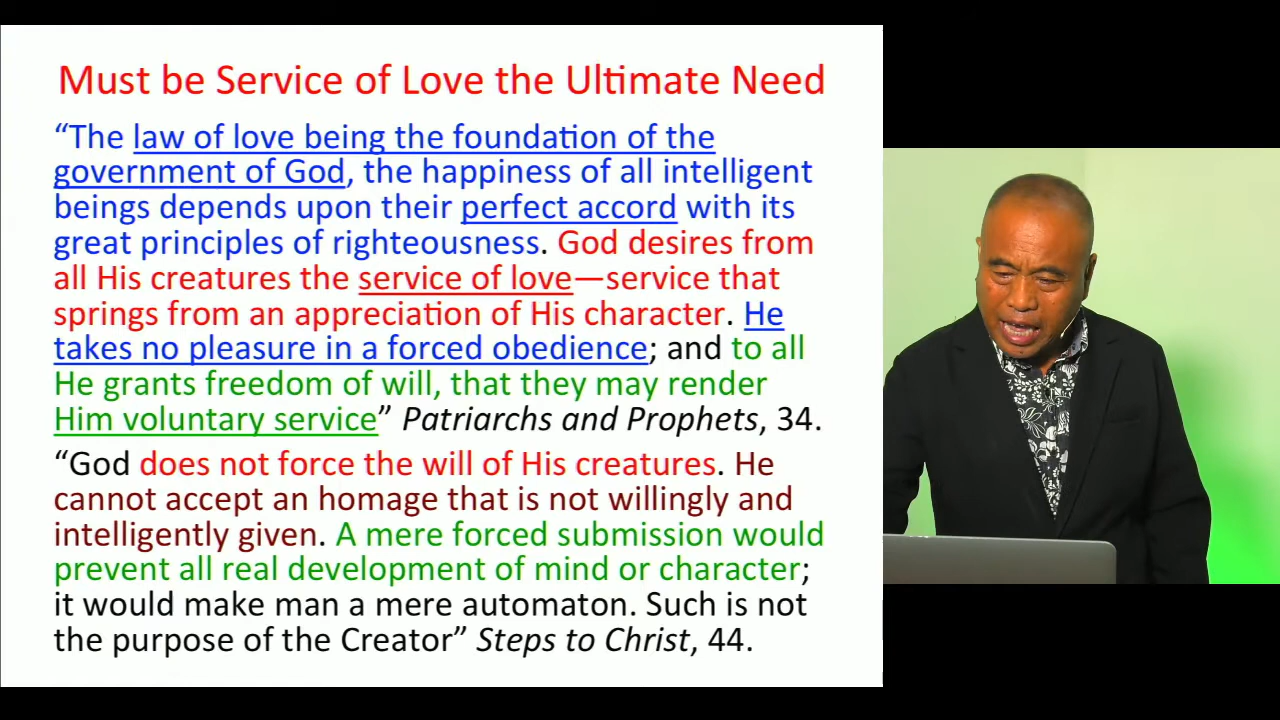 Must be Service of Love the Ultimate Need
“The law of love being the foundation of the
government of God, the happiness of all intelligent
beings depends upon their perfect accord with its
great principles of righteousness. God desires from
all His creatures the service of love—service that
springs from an appreciation of His character. He
takes no pleasure in a forced obedience; and to all
He grants freedom of will, that they may render
Him voluntary service” Patriarchs and Prophets, 34.
“God does not force the will of His creatures. He
cannot accept an homage that is not willingly and
intelligently given. A mere forced submission would
prevent all real development of mind or character;
it would make man a mere automaton. Such is not
the purpose of the Creator” Steps to Christ, 44.